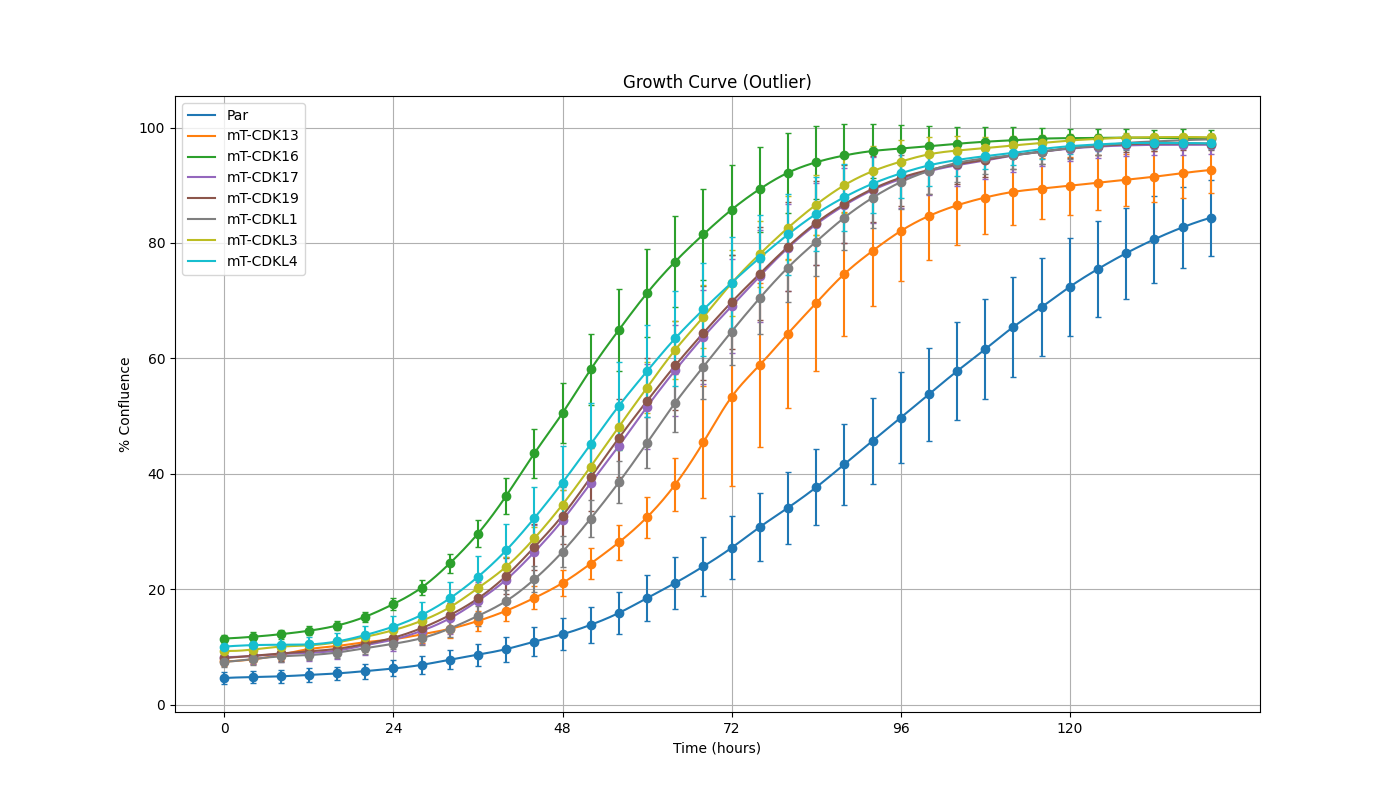 Growth Curve (Outlier)
% Confluence
100
80
60
40
20
0
Par
mT-CDK13
mT-CDK16
mT-CDK17
mT-CDK19
mT-CDKL1
mT-CDKL3
mT-CDKL4
0 24 48 72 96 120
Time (hours)